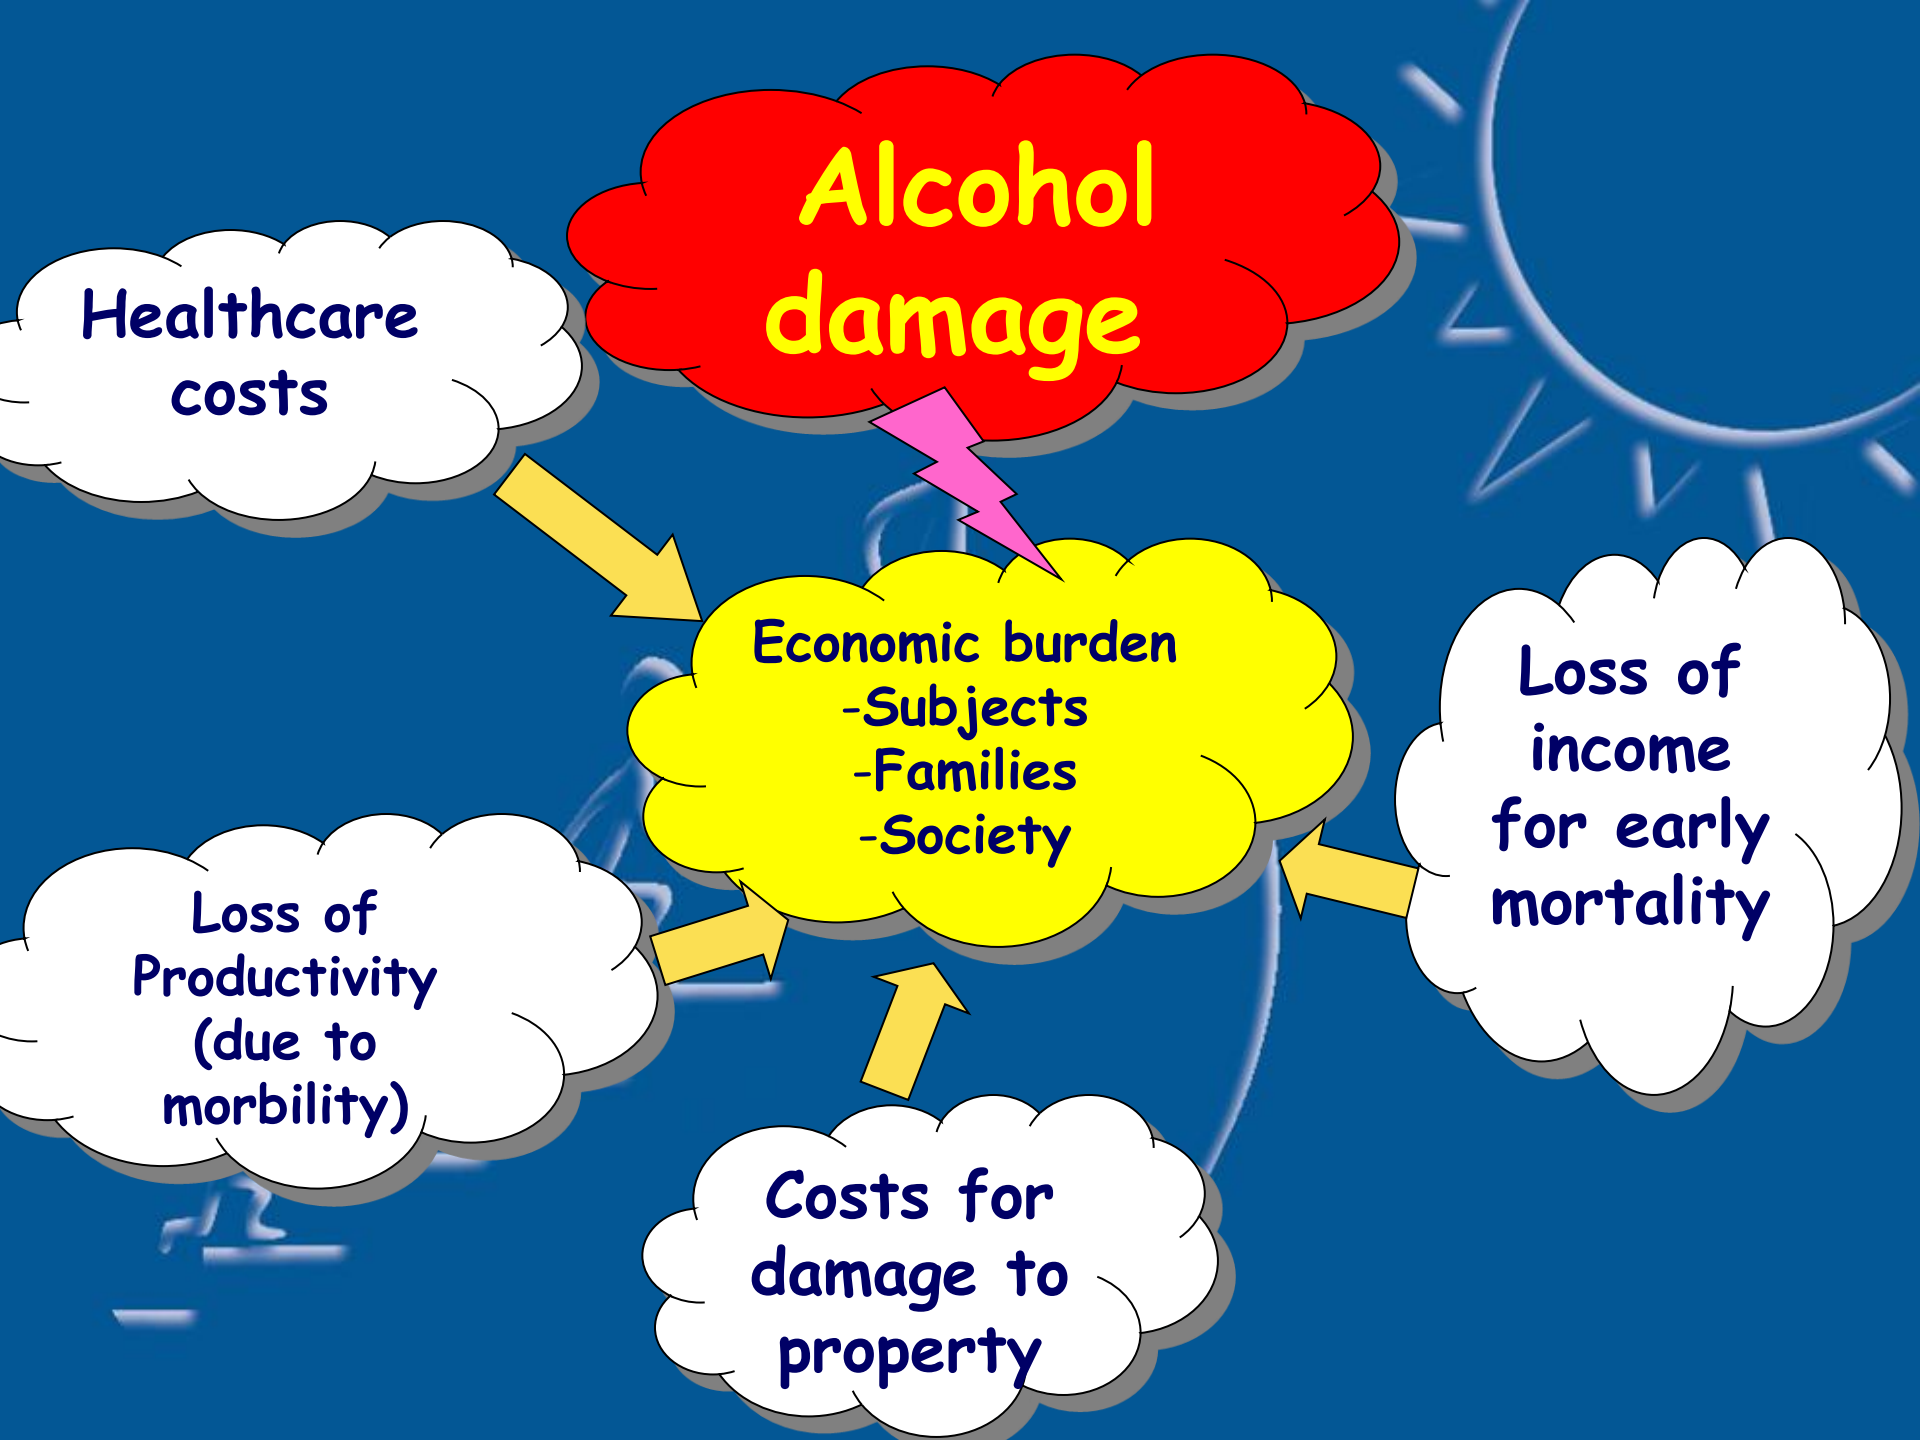 Alcohol
damage
Healthcare
costs
Economic burden
-Subjects
-Families
-Society
Loss of
income
for early
mortality
Loss of
Productivity
(due to
morbility)
Costs for
damage to
property